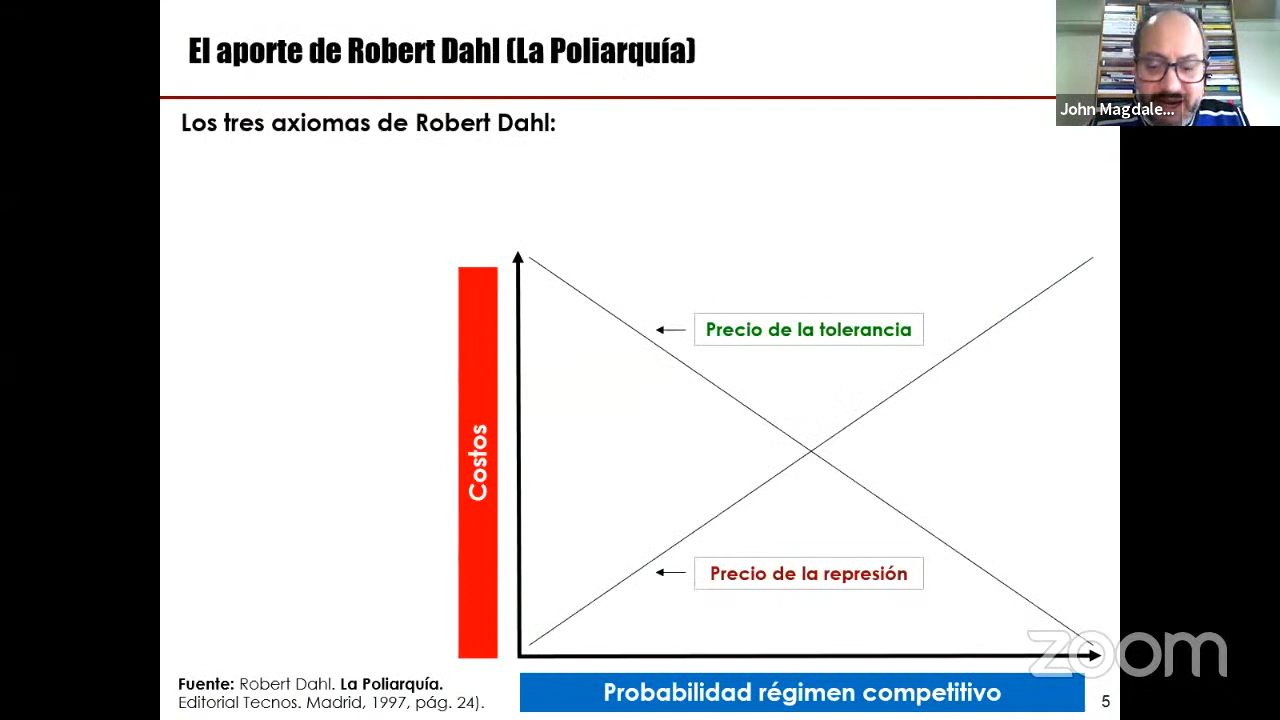 El aporte de Robert Dahl (La Poliarquía)
John Magdale...
Los tres axiomas de Robert Dahl:
Precio de la tolerancia
Costos
Precio de la represión
zoom
Fuente: Robert Dahl. La Poliarquía.
Editorial Tecnos. Madrid, 1997, pág. 24).
Probabilidad régimen competitivo
5